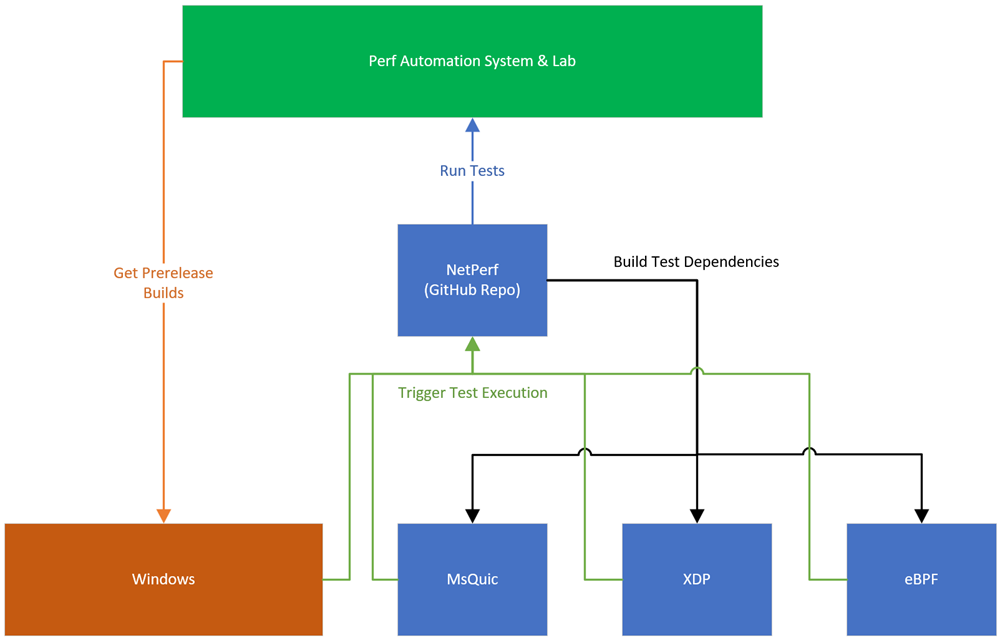 Perf Automation System & Lab
Run Tests
Get Prerelease
Builds
NetPerf
(GitHub Repo)
Build Test Dependencies
Trigger Test Execution
Windows
MsQuic
XDP
eBPF